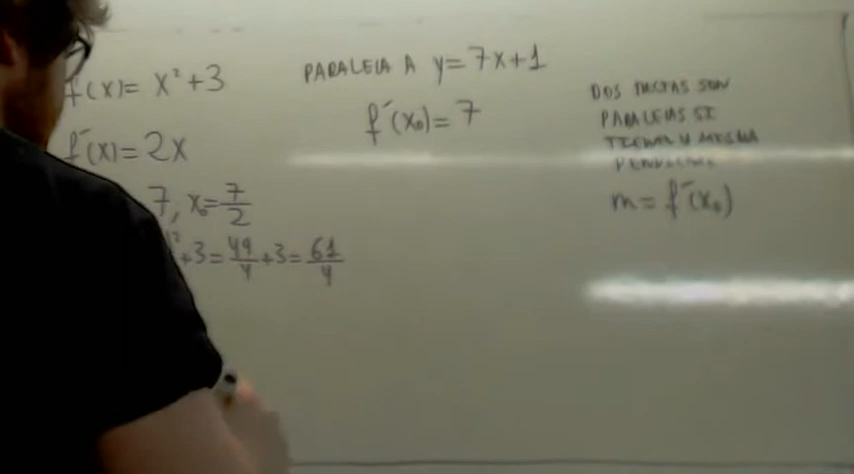 f(x)= x²+3
f´(x)=2x
7, x₀=7/2
²+3=49/4+3=61/4
PARALELA A y=7x+1
f´(x₀)=7
DOS RECTAS SON
PARALELAS SI
TIENEN LA MISMA
PENDIENTE
m=f´(x₀)